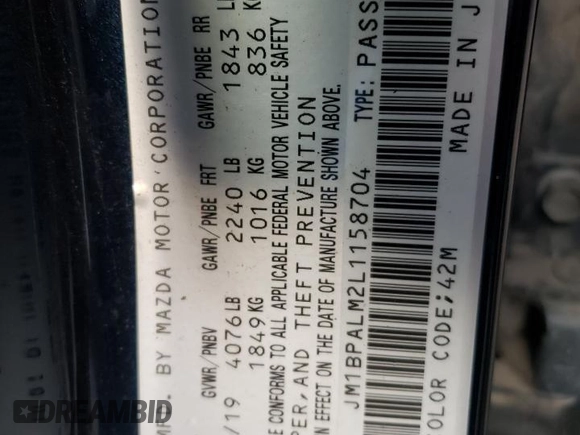 MFD. BY MAZDA MOTOR CORPORATION
GVWR/PNBV GAWR/PNBE FRT GAWR/PNBE RR
/19 4076LB 2240 LB 1843 L
1849KG 1016 KG 836 K
E CONFORMS TO ALL APPLICABLE FEDERAL MOTOR VEHICLE SAFETY
PER, AND THEFT PREVENTION
N EFFECT ON THE DATE OF MANUFACTURE SHOWN ABOVE.
JM1BPALM2L1158704 TYPE: PASS
MADE IN J
OLOR CODE:42M
DREAMBID